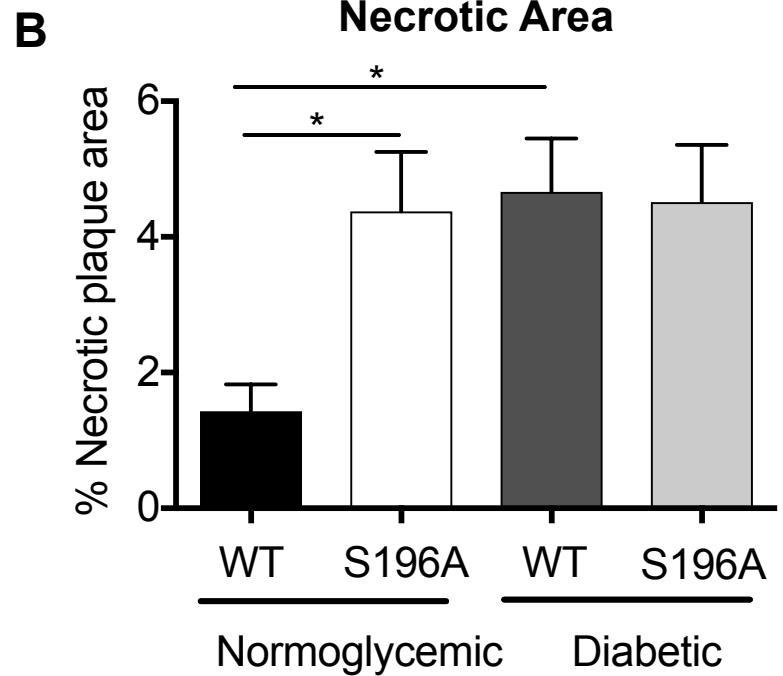 B
Necrotic Area
% Necrotic plaque area
6
4
2
0
*
*
WT S196A WT S196A
Normoglycemic Diabetic